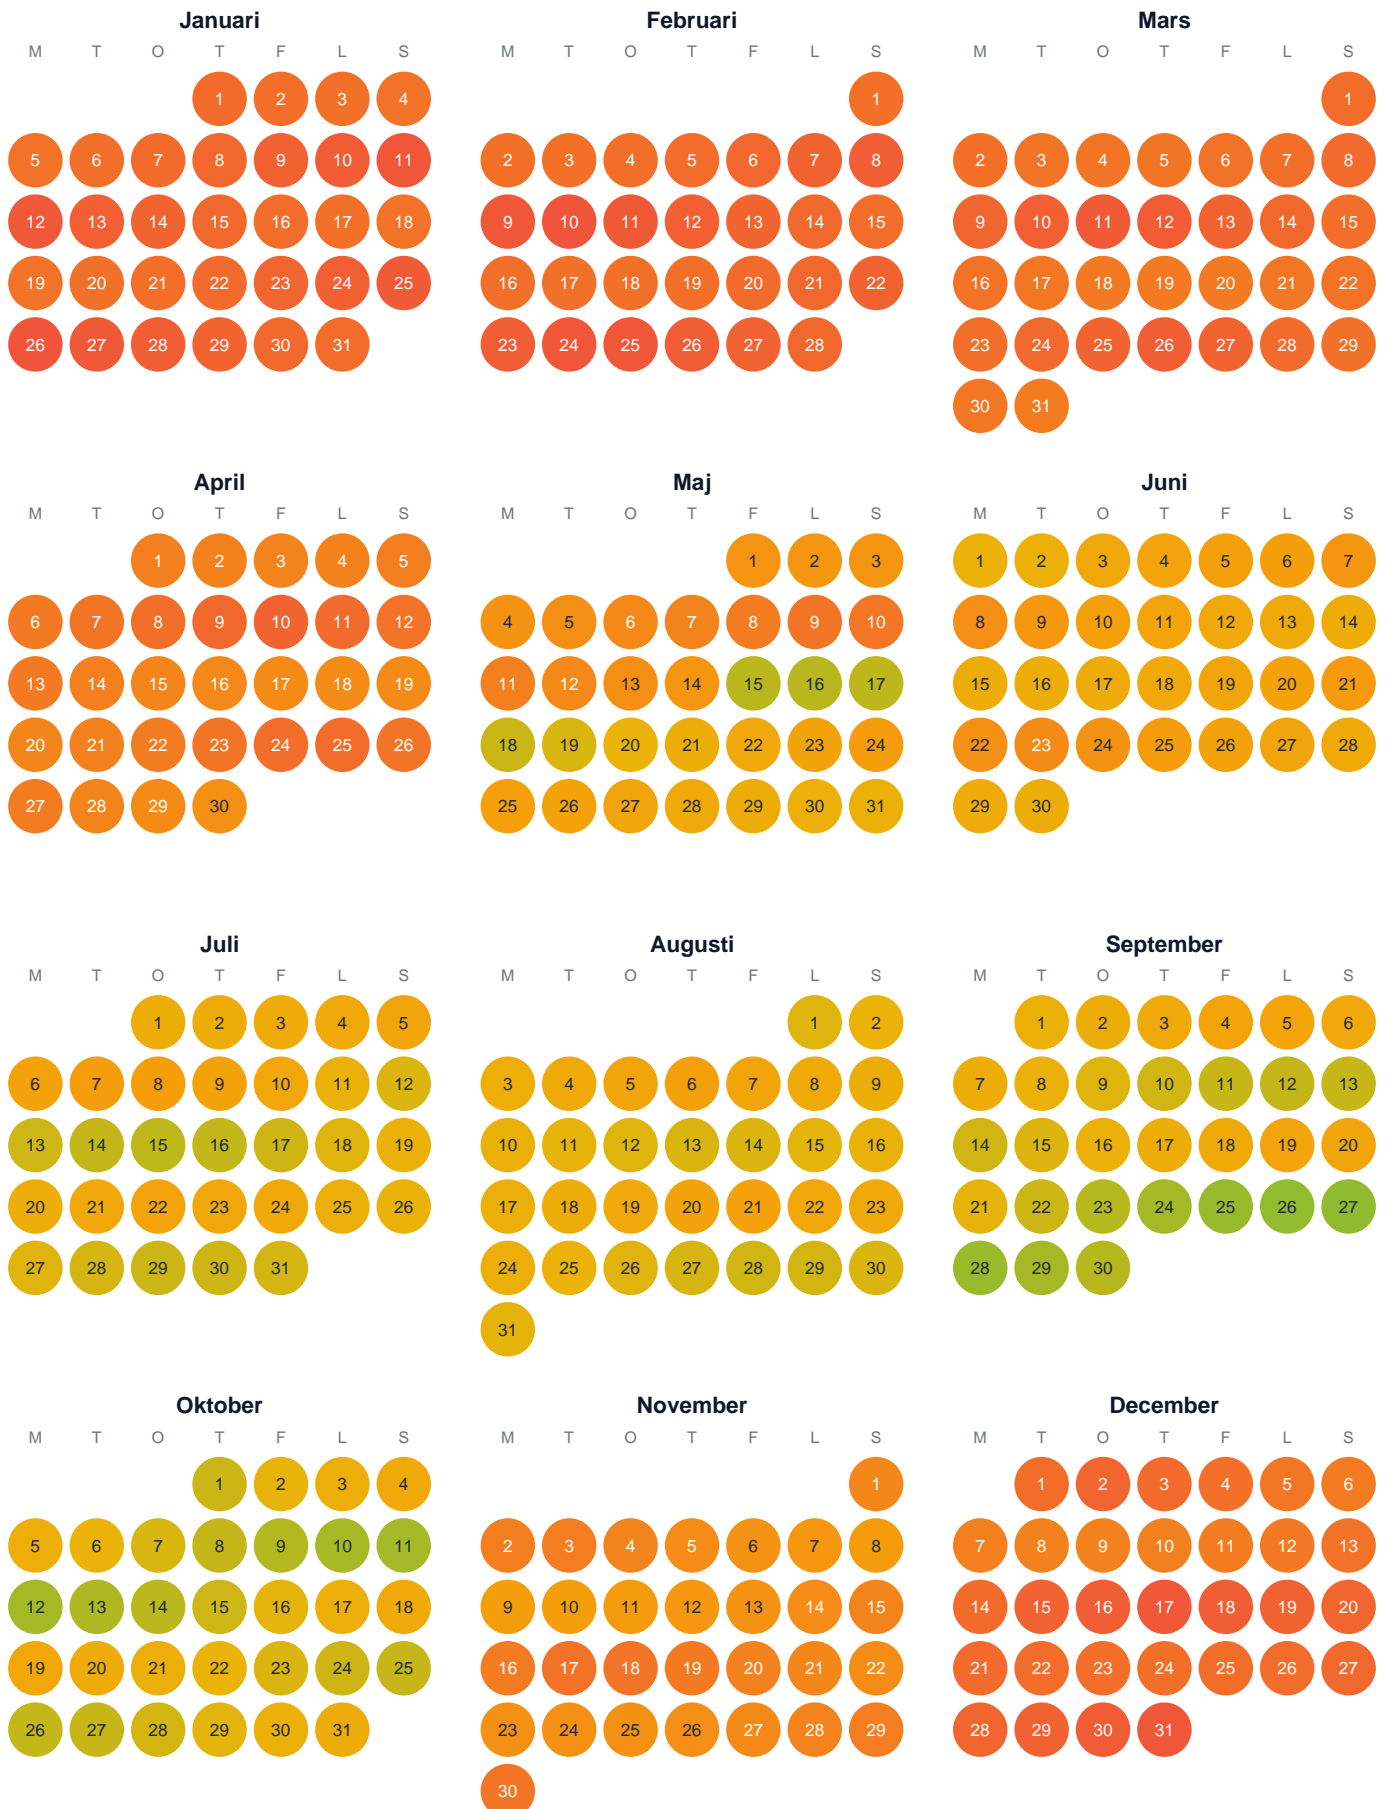 Januari Februari Mars
M T O T F L S M T O T F L S M T O T F L S
1 2 3 4 1 1
5 6 7 8 9 10 11 2 3 4 5 6 7 8 2 3 4 5 6 7 8
12 13 14 15 16 17 18 9 10 11 12 13 14 15 9 10 11 12 13 14 15
19 20 21 22 23 24 25 16 17 18 19 20 21 22 16 17 18 19 20 21 22
26 27 28 29 30 31 23 24 25 26 27 28 23 24 25 26 27 28 29
30 31
April Maj Juni
M T O T F L S M T O T F L S M T O T F L S
1 2 3 4 5 1 2 3 1 2 3 4 5 6 7
6 7 8 9 10 11 12 4 5 6 7 8 9 10 8 9 10 11 12 13 14
13 14 15 16 17 18 19 11 12 13 14 15 16 17 15 16 17 18 19 20 21
20 21 22 23 24 25 26 18 19 20 21 22 23 24 22 23 24 25 26 27 28
27 28 29 30 25 26 27 28 29 30 31 29 30
Juli Augusti September
M T O T F L S M T O T F L S M T O T F L S
1 2 3 4 5 1 2 1 2 3 4 5 6
6 7 8 9 10 11 12 3 4 5 6 7 8 9 7 8 9 10 11 12 13
13 14 15 16 17 18 19 10 11 12 13 14 15 16 14 15 16 17 18 19 20
20 21 22 23 24 25 26 17 18 19 20 21 22 23 21 22 23 24 25 26 27
27 28 29 30 31 24 25 26 27 28 29 30 28 29 30
31
Oktober November December
M T O T F L S M T O T F L S M T O T F L S
1 2 3 4 1 1 2 3 4 5 6
5 6 7 8 9 10 11 2 3 4 5 6 7 8 7 8 9 10 11 12 13
12 13 14 15 16 17 18 9 10 11 12 13 14 15 14 15 16 17 18 19 20
19 20 21 22 23 24 25 16 17 18 19 20 21 22 21 22 23 24 25 26 27
26 27 28 29 30 31 23 24 25 26 27 28 29 28 29 30 31
30